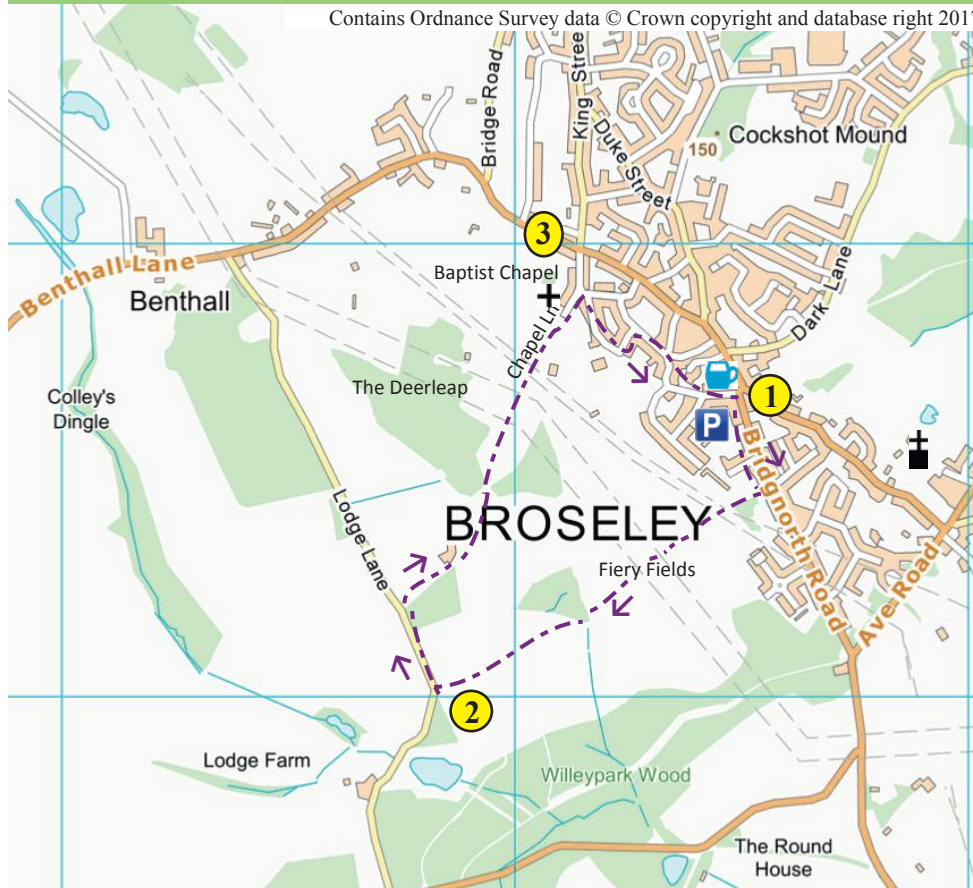 Contains Ordnance Survey data © Crown copyright and database right 2017
Bridge Road
King Street
Duke Street
150
Cockshot Mound
3
Benthall Lane
Benthall
Baptist Chapel
Chapel Ln
Dark Lane
The Deerleap
1
P
Colley's
Dingle
Lodge Lane
BROSELEY
Bridgnorth Road
Fiery Fields
Ave Road
2
Lodge Farm
Willeypark Wood
The Round
House